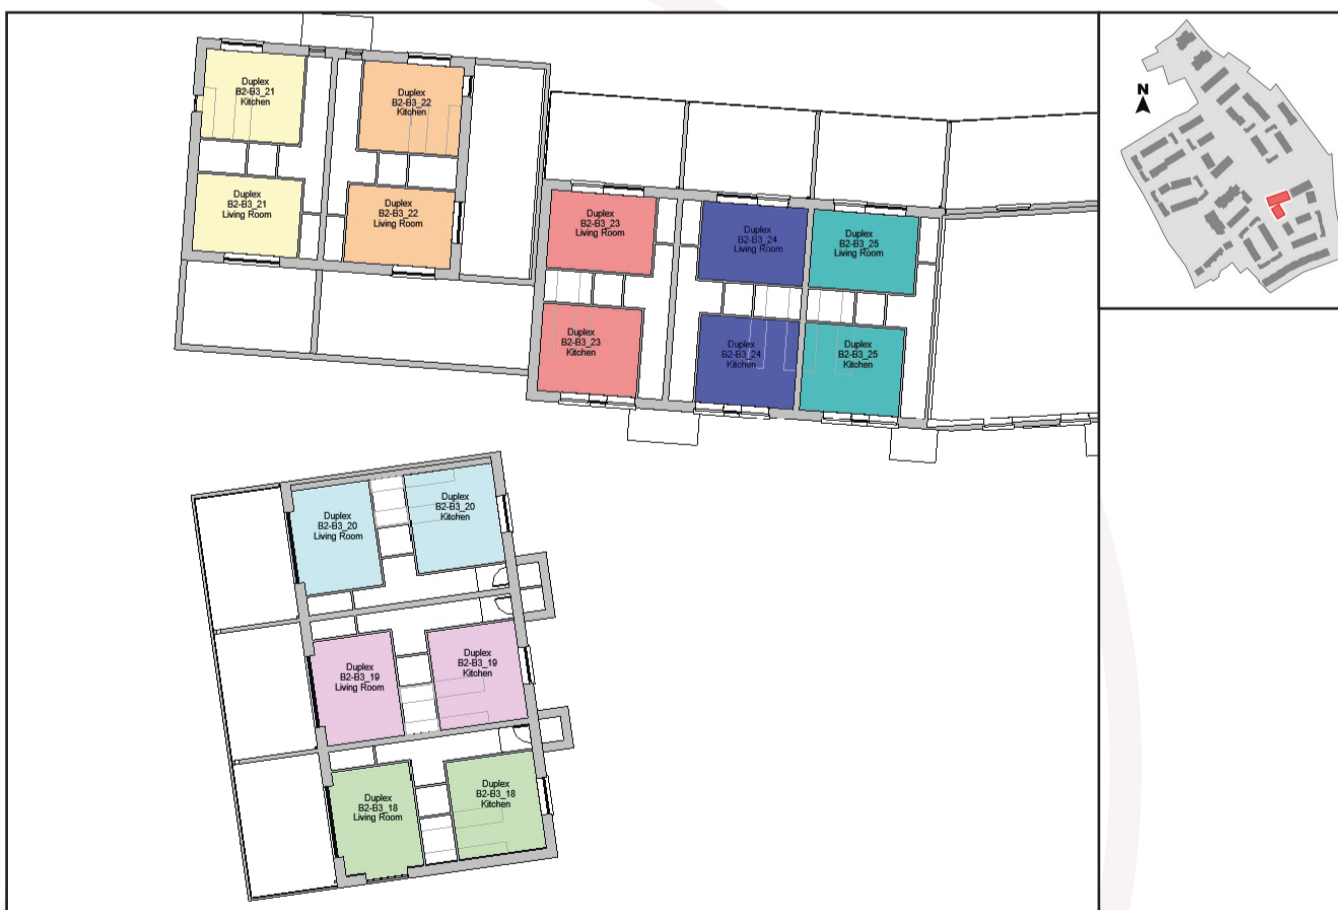 Duplex
B2-B3_21
Kitchen
Duplex
B2-B3_22
Kitchen
Duplex
B2-B3_21
Living Room
Duplex
B2-B3_22
Living Room
Duplex
B2-B3_23
Living Room
Duplex
B2-B3_24
Living Room
Duplex
B2-B3_25
Living Room
Duplex
B2-B3_23
Kitchen
Duplex
B2-B3_24
Kitchen
Duplex
B2-B3_25
Kitchen
Duplex
B2-B3_20
Living Room
Duplex
B2-B3_20
Kitchen
Duplex
B2-B3_19
Living Room
Duplex
B2-B3_19
Kitchen
Duplex
B2-B3_18
Living Room
Duplex
B2-B3_18
Kitchen
N